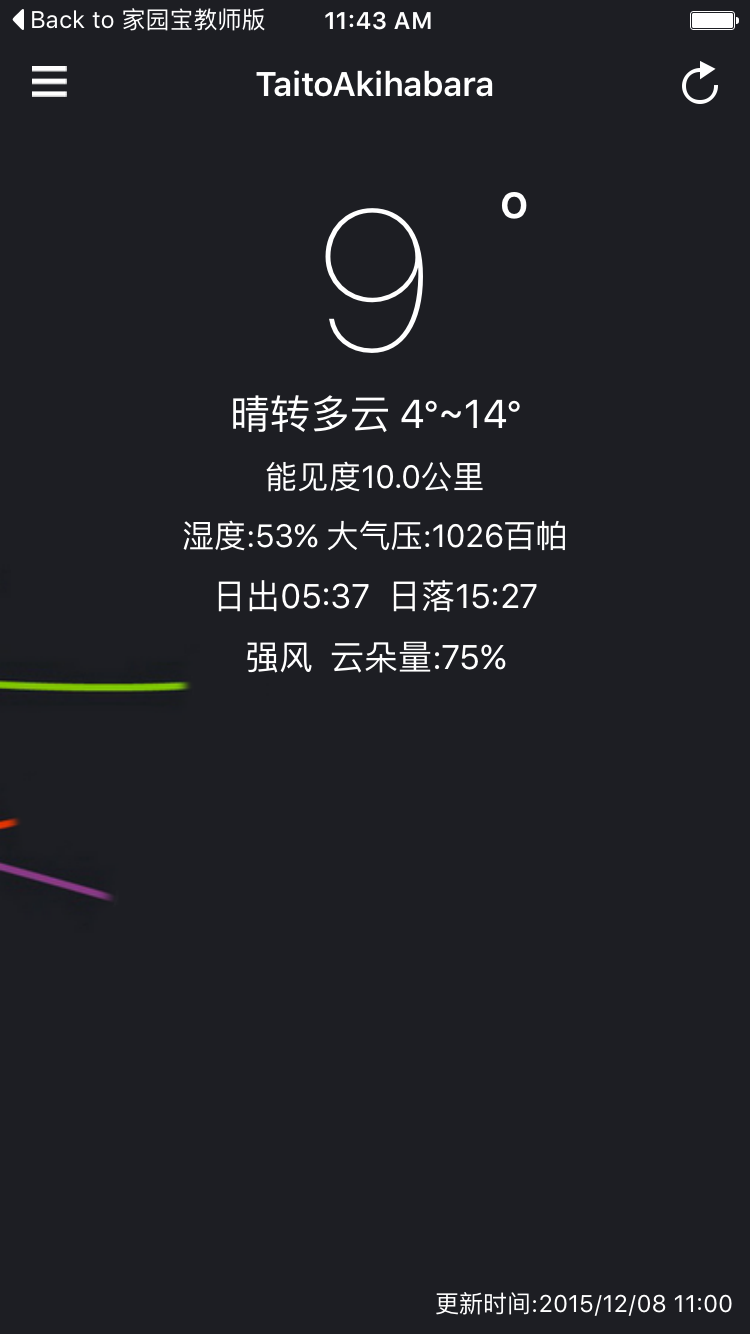 Back to 家园宝教师版 11:43 AM
TaitoAkihabara
9°
晴转多云 4°~14°
能见度10.0公里
湿度:53% 大气压:1026百帕
日出05:37 日落15:27
强风 云朵量:75%
更新时间:2015/12/08 11:00